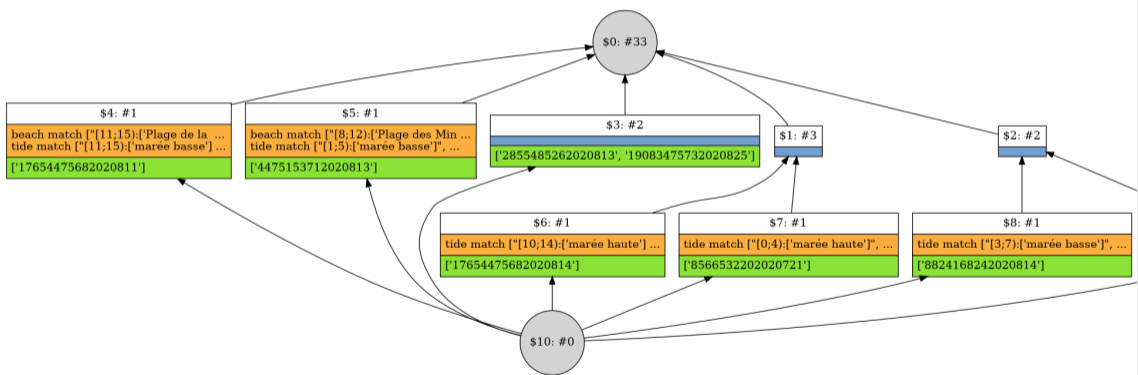 $0: #33
$4: #1
beach match ["[11;15):['Plage de la ...
tide match ["[11;15):['marée basse'] ...
['17654475682020811']
$5: #1
beach match ["[8;12):['Plage des Min ...
tide match ["[1;5):['marée basse']", ...
['4475153712020813']
$3: #2
['2855485262020813', '19083475732020825']
$1: #3
$2: #2
$6: #1
tide match ["[10;14):['marée haute'] ...
['17654475682020814']
$7: #1
tide match ["[0;4):['marée haute']", ...
['8566532202020721']
$8: #1
tide match ["[3;7):['marée basse']", ...
['8824168242020814']
$10: #0